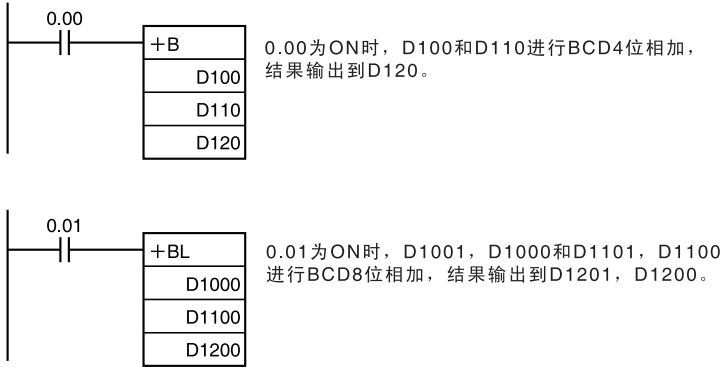 0.00
+B
D100
D110
D120
0.00为ON时，D100和D110进行BCD4位相加，
结果输出到D120。
0.01
+BL
D1000
D1100
D1200
0.01为ON时，D1001，D1000和D1101，D1100
进行BCD8位相加，结果输出到D1201，D1200。